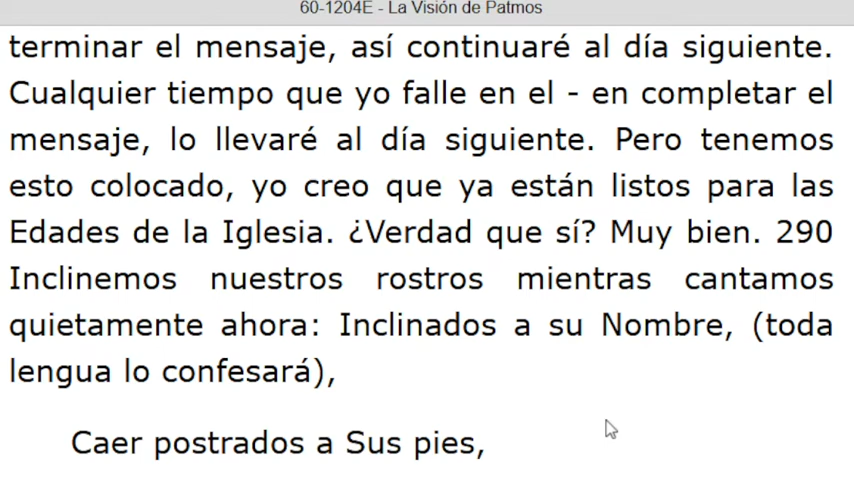 60-1204E - La Visión de Patmos
terminar el mensaje, así continuaré al día siguiente.
Cualquier tiempo que yo falle en el - en completar el
mensaje, lo llevaré al día siguiente. Pero tenemos
esto colocado, yo creo que ya están listos para las
Edades de la Iglesia. ¿Verdad que sí? Muy bien. 290
Inclinemos nuestros rostros mientras cantamos
quietamente ahora: Inclinados a su Nombre, (toda
lengua lo confesará),
Caer postrados a Sus pies,